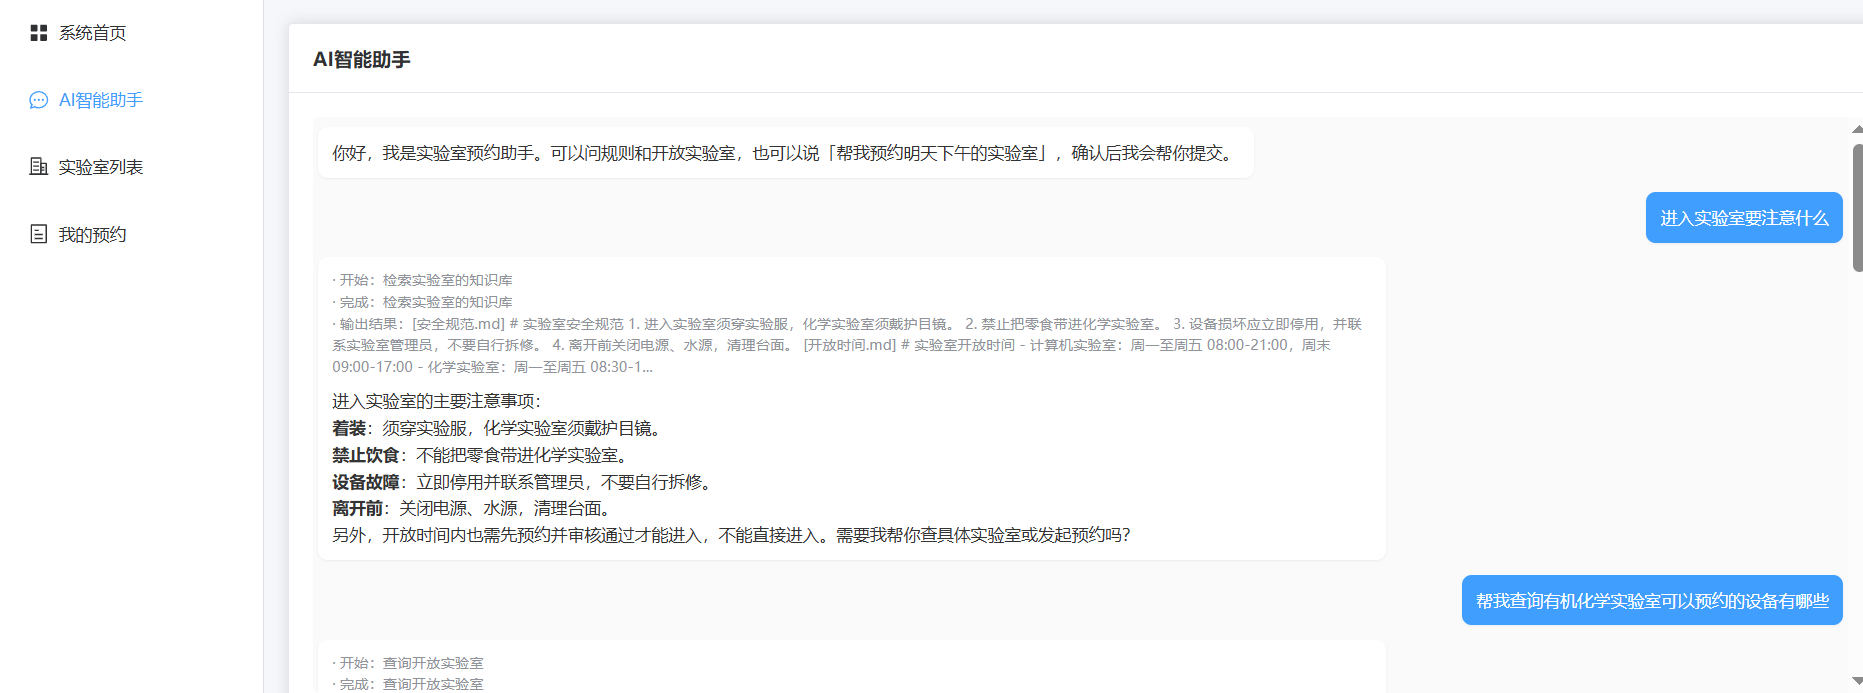 系统首页
AI智能助手
实验室列表
我的预约
AI智能助手
你好，我是实验室预约助手。可以问规则和开放实验室，也可以说「帮我预约明天下午的实验室」，确认后我会帮你提交。
进入实验室要注意什么
· 开始：检索实验室的知识库
· 完成：检索实验室的知识库
· 输出结果：[安全规范.md] # 实验室安全规范 1. 进入实验室须穿实验服，化学实验室须戴护目镜。 2. 禁止把零食带进化学实验室。 3. 设备损坏应立即停用，并联
系实验室管理员，不要自行拆修。 4. 离开前关闭电源、水源，清理台面。 [开放时间.md] # 实验室开放时间 - 计算机实验室：周一至周五 08:00-21:00，周末
09:00-17:00 - 化学实验室：周一至周五 08:30-1...
进入实验室的主要注意事项：
着装：须穿实验服，化学实验室须戴护目镜。
禁止饮食：不能把零食带进化学实验室。
设备故障：立即停用并联系管理员，不要自行拆修。
离开前：关闭电源、水源，清理台面。
另外，开放时间内也需先预约并审核通过才能进入，不能直接进入。需要我帮你查具体实验室或发起预约吗？
帮我查询有机化学实验室可以预约的设备有哪些
· 开始：查询开放实验室
· 完成：查询开放实验室